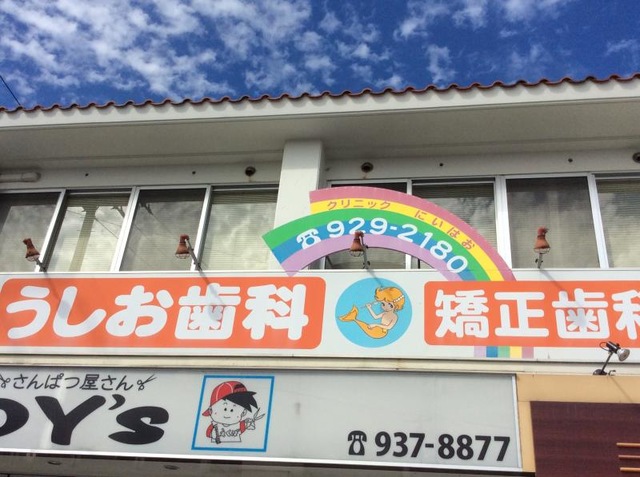 クリニック にいはお
☎929-2180
うしお歯科
矯正歯科
さんぱつ屋さん
OY's
☎937-8877